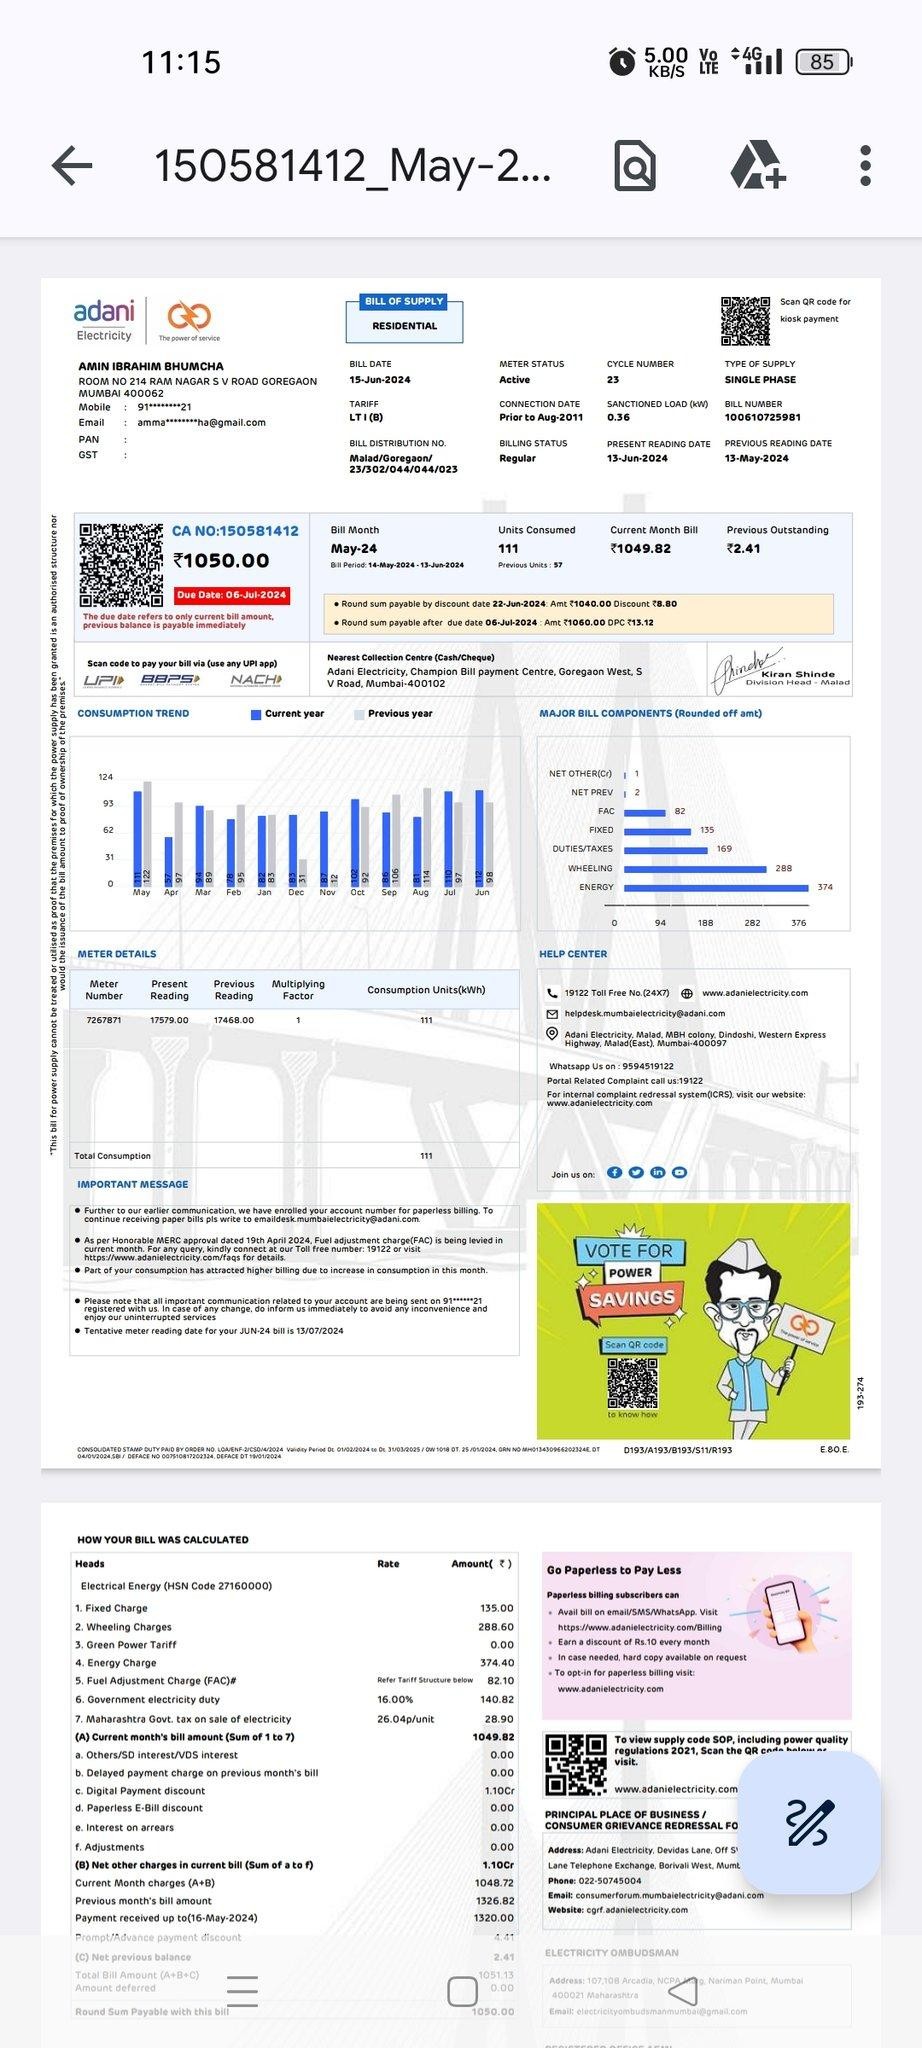 11:15
5.00 KB/S
Vo LTE
4G
85
150581412_May-2...
adani
Electricity
The power of service
BILL OF SUPPLY
RESIDENTIAL
Scan QR code for
kiosk payment
AMIN IBRAHIM BHUMCHA
ROOM NO 214 RAM NAGAR S V ROAD GOREGAON
MUMBAI 400062
Mobile : 91********21
Email : amma********ha@gmail.com
PAN :
GST :
BILL DATE
15-Jun-2024
METER STATUS
Active
CYCLE NUMBER
23
TYPE OF SUPPLY
SINGLE PHASE
TARIFF
LT I (B)
CONNECTION DATE
Prior to Aug-2011
SANCTIONED LOAD (kW)
0.36
BILL NUMBER
100610725981
BILL DISTRIBUTION NO.
Malad/Goregaon/
23/302/044/044/023
BILLING STATUS
Regular
PRESENT READING DATE
13-Jun-2024
PREVIOUS READING DATE
13-May-2024
"This bill for power supply cannot be treated or utilised as proof that the premises for which the power supply has been granted is an authorised structure nor
would the issuance of the bill amount to proof of ownership of the premises."
CA NO:150581412
₹1050.00
Due Date: 06-Jul-2024
The due date refers to only current bill amount,
previous balance is payable immediately
Bill Month
May-24
Bill Period: 14-May-2024 - 13-Jun-2024
Units Consumed
111
Previous Units : 57
Current Month Bill
₹1049.82
Previous Outstanding
₹2.41
● Round sum payable by discount date 22-Jun-2024: Amt ₹1040.00 Discount ₹8.80
● Round sum payable after due date 06-Jul-2024 : Amt ₹1060.00 DPC ₹13.12
Scan code to pay your bill via (use any UPI app)
UPI
BBPS
NACH
Nearest Collection Centre (Cash/Cheque)
Adani Electricity, Champion Bill payment Centre, Goregaon West, S
V Road, Mumbai-400102
Kiran Shinde
Division Head - Malad
CONSUMPTION TREND
Current year
Previous year
124
93
62
31
0
111 122 57 97 94 89 78 95 82 83 83 31 87 12 102 92 86 106 81 114 110 97 112 98
May Apr Mar Feb Jan Dec Nov Oct Sep Aug Jul Jun
MAJOR BILL COMPONENTS (Rounded off amt)
NET OTHER(Cr) 1
NET PREV 2
FAC 82
FIXED 135
DUTIES/TAXES 169
WHEELING 288
ENERGY 374
0 94 188 282 376
METER DETAILS
Meter Number
Present Reading
Previous Reading
Multiplying Factor
Consumption Units(kWh)
7267871 17579.00 17468.00 1 111
Total Consumption 111
HELP CENTER
19122 Toll Free No.(24X7)
www.adanielectricity.com
helpdesk.mumbaielectricity@adani.com
Adani Electricity, Malad, MBH colony, Dindoshi, Western Express
Highway, Malad(East), Mumbai-400097
Whatsapp Us on : 9594519122
Portal Related Complaint call us:19122
For internal complaint redressal system(ICRS), visit our website:
www.adanielectricity.com
Join us on:
IMPORTANT MESSAGE
● Further to our earlier communication, we have enrolled your account number for paperless billing. To
continue receiving paper bills pls write to emaildesk.mumbaielectricity@adani.com.
● As per Honorable MERC approval dated 19th April 2024, Fuel adjustment charge(FAC) is being levied in
current month. For any query, kindly connect at our Toll free number: 19122 or visit
https://www.adanielectricity.com/faqs for details.
● Part of your consumption has attracted higher billing due to increase in consumption in this month.
● Please note that all important communication related to your account are being sent on 91******21
registered with us. In case of any change, do inform us immediately to avoid any inconvenience and
enjoy our uninterrupted services
● Tentative meter reading date for your JUN-24 bill is 13/07/2024
VOTE FOR
POWER
SAVINGS
Scan QR code
to know how
The power of service
193-274
CONSOLIDATED STAMP DUTY PAID BY ORDER NO. LOA/ENF-2/CSD/4/2024 Validity Period Dt. 01/02/2024 to Dt. 31/03/2025 / OW 1018 DT. 25 /01/2024, GRN NO MH013430966202324E, DT
04/01/2024,SBI / DEFACE NO 007510817202324, DEFACE DT 19/01/2024
D193/A193/B193/S11/R193
E.&O.E.
HOW YOUR BILL WAS CALCULATED
Heads Rate Amount( ₹ )
Electrical Energy (HSN Code 27160000)
1. Fixed Charge 135.00
2. Wheeling Charges 288.60
3. Green Power Tariff 0.00
4. Energy Charge 374.40
5. Fuel Adjustment Charge (FAC)# Refer Tariff Structure below 82.10
6. Government electricity duty 16.00% 140.82
7. Maharashtra Govt. tax on sale of electricity 26.04p/unit 28.90
(A) Current month's bill amount (Sum of 1 to 7) 1049.82
a. Others/SD interest/VDS interest 0.00
b. Delayed payment charge on previous month's bill 0.00
c. Digital Payment discount 1.10Cr
d. Paperless E-Bill discount 0.00
e. Interest on arrears 0.00
f. Adjustments 0.00
(B) Net other charges in current bill (Sum of a to f) 1.10Cr
Current Month charges (A+B) 1048.72
Previous month's bill amount 1326.82
Payment received up to(16-May-2024) 1320.00
Prompt/Advance payment discount 4.41
(C) Net previous balance 2.41
Total Bill Amount (A+B+C) 1051.13
Amount deferred 0.00
Round Sum Payable with this bill 1050.00
Go Paperless to Pay Less
Paperless billing subscribers can
• Avail bill on email/SMS/WhatsApp. Visit
https://www.adanielectricity.com/Billing
• Earn a discount of Rs.10 every month
• In case needed, hard copy available on request
• To opt-in for paperless billing visit:
www.adanielectricity.com
To view supply code SOP, including power quality
regulations 2021, Scan the QR code below or
visit.
www.adanielectricity.com
PRINCIPAL PLACE OF BUSINESS /
CONSUMER GRIEVANCE REDRESSAL FO
Address: Adani Electricity, Devidas Lane, Off S
Lane Telephone Exchange, Borivali West, Mumb
Phone: 022-50745004
Email: consumerforum.mumbaielectricity@adani.com
Website: cgrf.adanielectricity.com
ELECTRICITY OMBUDSMAN
Address: 107,108 Arcadia, NCPA Marg, Nariman Point, Mumbai
400021 Maharashtra
Email: electricityombudsmanmumbai@gmail.com